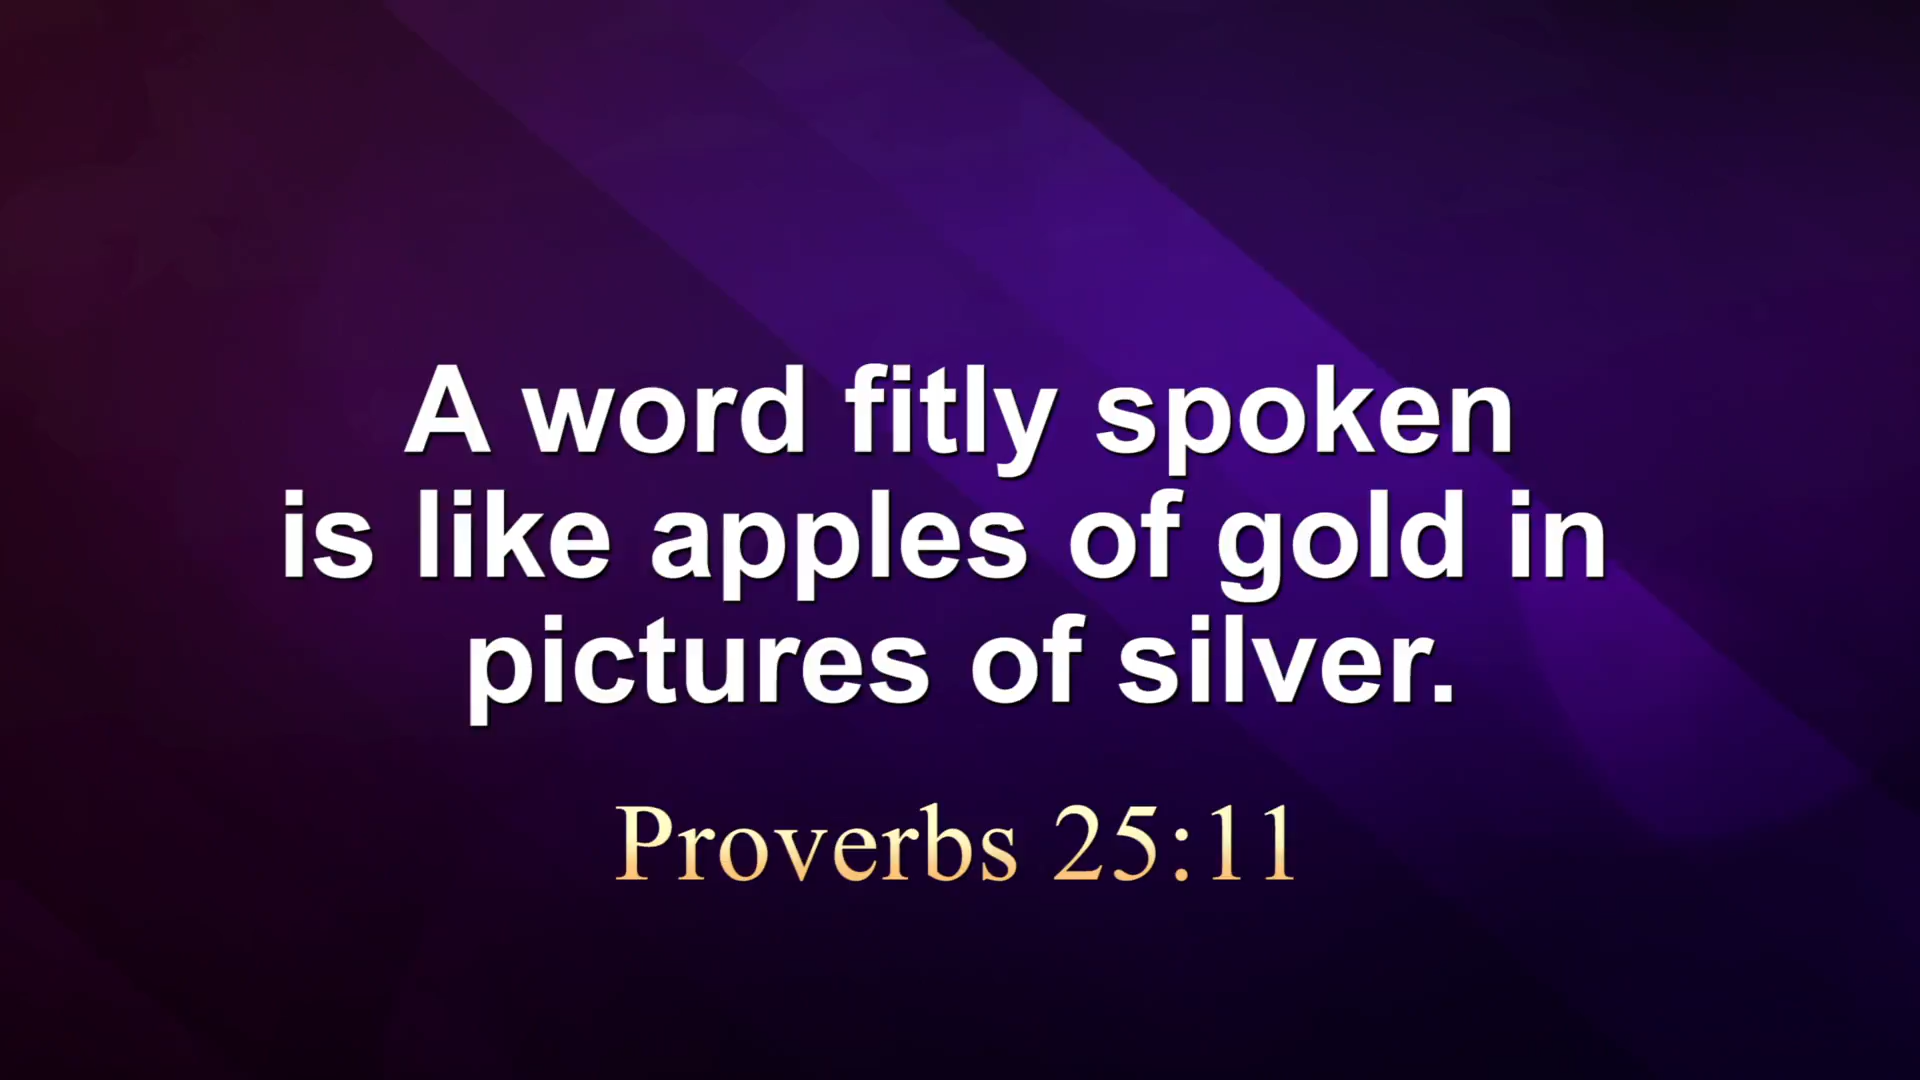 A word fitly spoken
is like apples of gold in
pictures of silver.
Proverbs 25:11